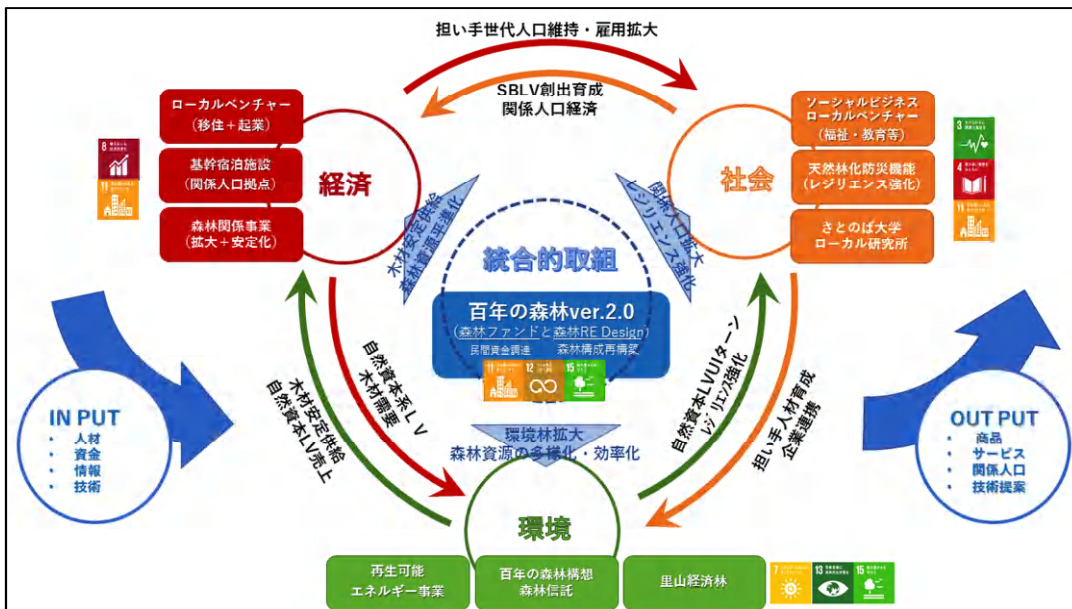 担い手世代人口維持・雇用拡大
SBLV創出育成
関係人口経済
ローカルベンチャー
（移住＋起業）
基幹宿泊施設
（関係人口拠点）
森林関係事業
（拡大＋安定化）
8
11
経済
ソーシャルビジネス
ローカルベンチャー
（福祉・教育等）
天然林化防災機能
（レジリエンス強化）
さとのば大学
ローカル研究所
社会
3
4
11
木材安定供給
森林資源平準化
関係人口拡大
レジリエンス強化
統合的取組
百年の森林ver.2.0
（森林ファンドと森林RE Design）
民間資金調達　森林構成再構築
11
12
15
環境林拡大
森林資源の多様化・効率化
自然資本系LV
木材需要
木材安定供給
自然資本LV売上
自然資本LVUIターン
レジリエンス強化
担い手人材育成
企業連携
IN PUT
• 人材
• 資金
• 情報
• 技術
OUT PUT
• 商品
• サービス
• 関係人口
• 技術提案
環境
再生可能
エネルギー事業
百年の森林構想
森林信託
里山経済林
7
13
15